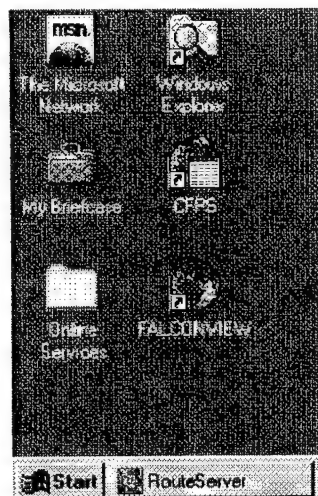 msn.
The Microsoft
Network
Windows
Explorer
My Briefcase
CFPS
Online
Services
FALCONVIEW
Start
RouteServer